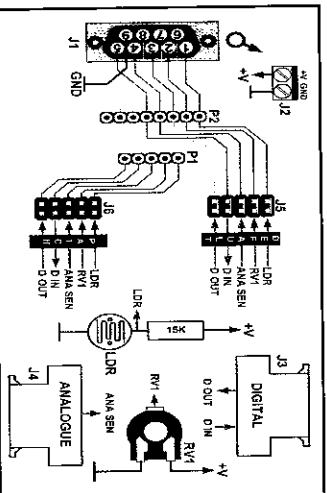 J1
5 4 3 2 1
9 8 7 6
GND
+V GND
+V
J2
P2
P1
J5
DEFAULT
LDR
RV1
ANA SEN
D IN
D OUT
J6
PATCH
LDR
RV1
ANA SEN
D IN
D OUT
+V
15K
LDR
LDR
J3
DIGITAL
D OUT
D IN
+V
RV1
RV1
ANA SEN
ANALOGUE
J4